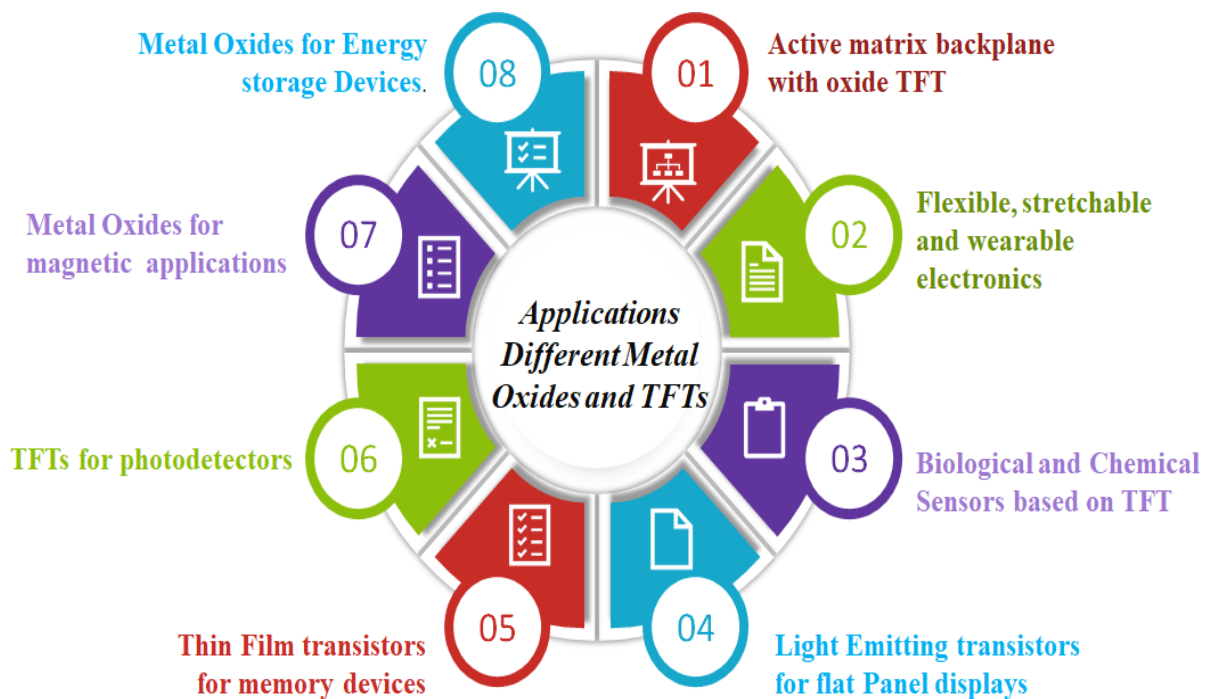 Applications
Different Metal
Oxides and TFTs
01
Active matrix backplane
with oxide TFT
02
Flexible, stretchable
and wearable
electronics
03
Biological and Chemical
Sensors based on TFT
04
Light Emitting transistors
for flat Panel displays
05
Thin Film transistors
for memory devices
06
TFTs for photodetectors
07
Metal Oxides for
magnetic applications
08
Metal Oxides for Energy
storage Devices.